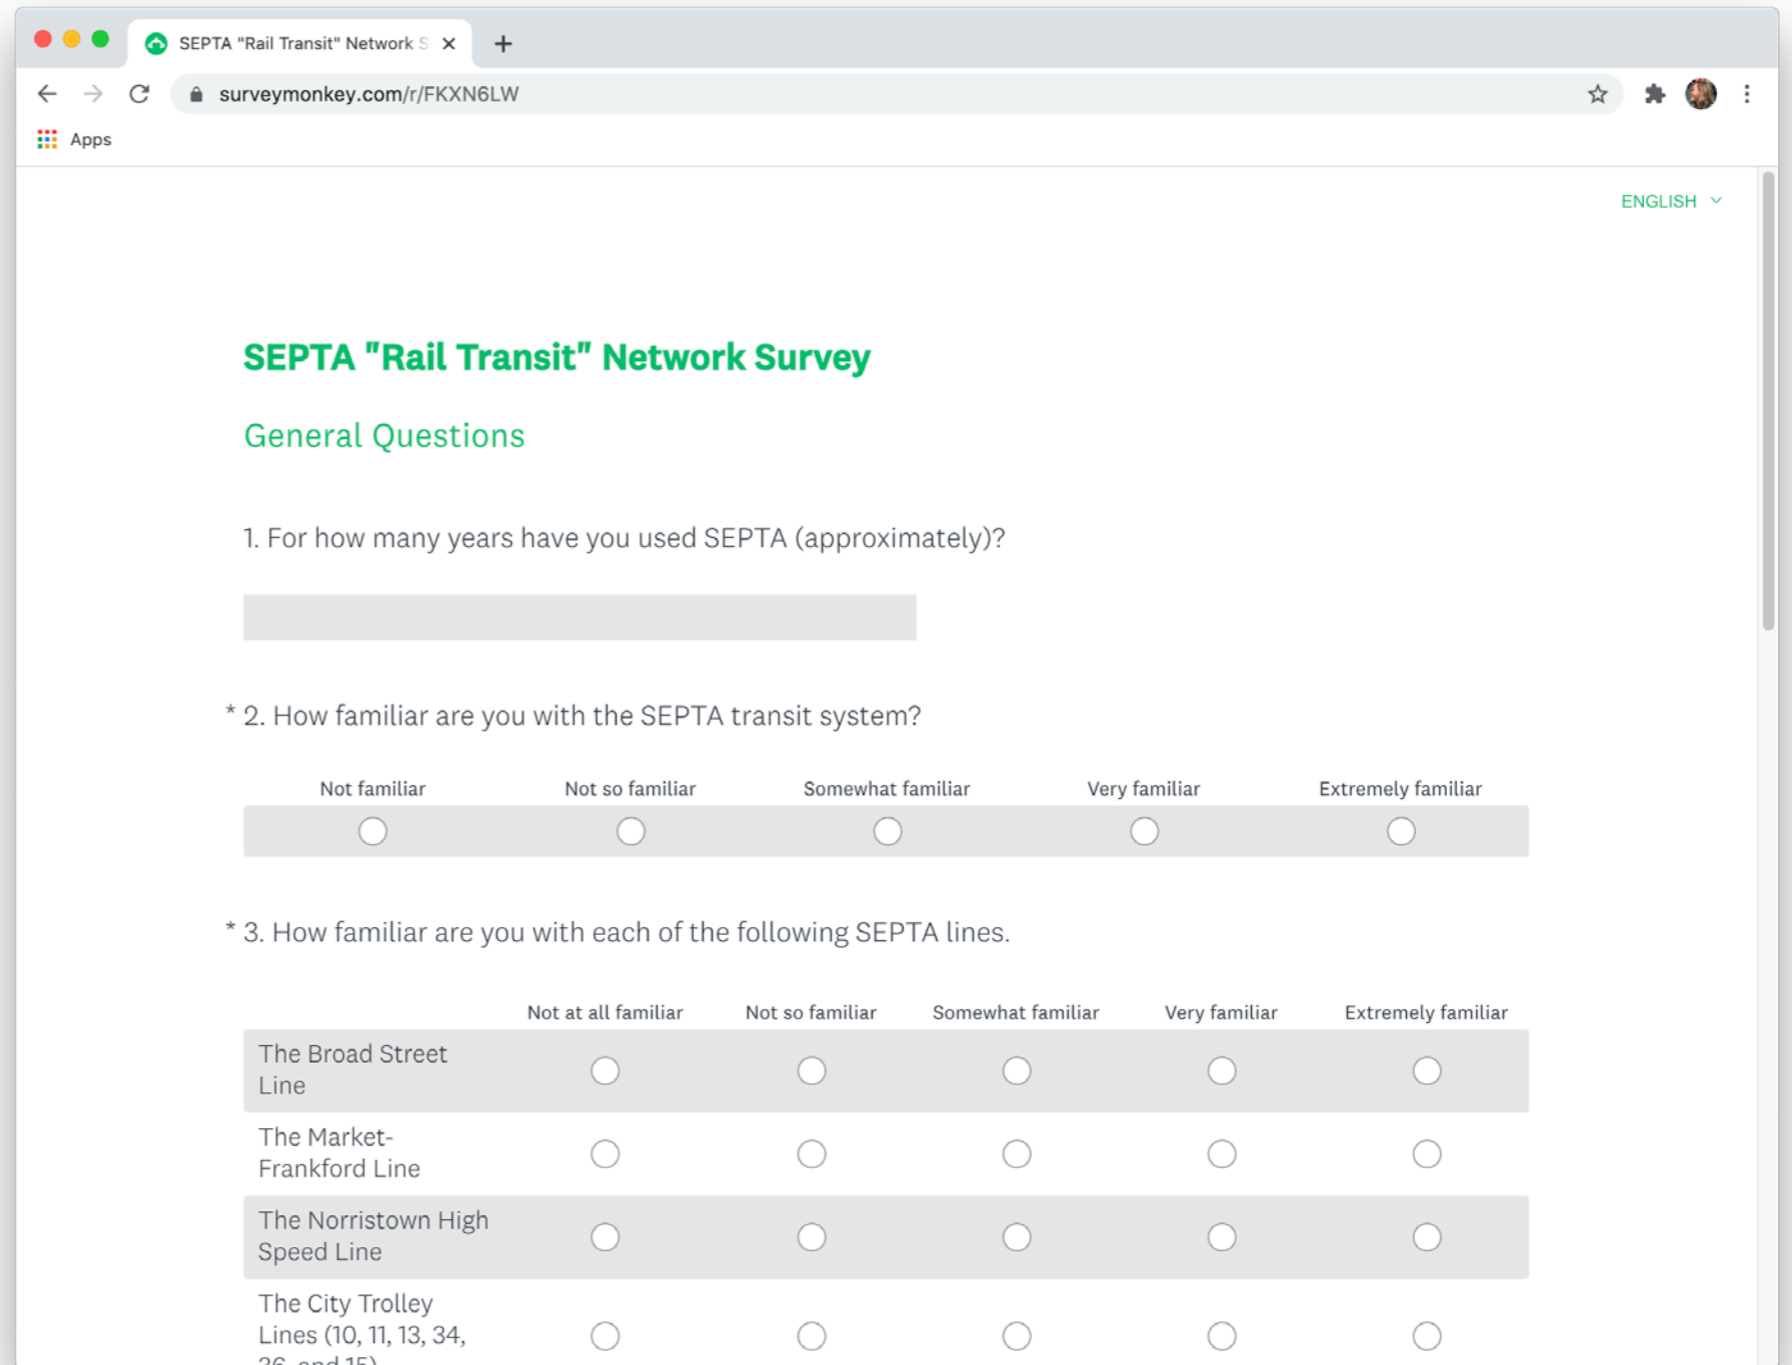 SEPTA "Rail Transit" Network S
surveymonkey.com/r/FKXN6LW
Apps
ENGLISH
SEPTA "Rail Transit" Network Survey
General Questions
1. For how many years have you used SEPTA (approximately)?
* 2. How familiar are you with the SEPTA transit system?
Not familiar Not so familiar Somewhat familiar Very familiar Extremely familiar
* 3. How familiar are you with each of the following SEPTA lines.
Not at all familiar Not so familiar Somewhat familiar Very familiar Extremely familiar
The Broad Street
Line
The Market-
Frankford Line
The Norristown High
Speed Line
The City Trolley
Lines (10, 11, 13, 34,
36, and 15)